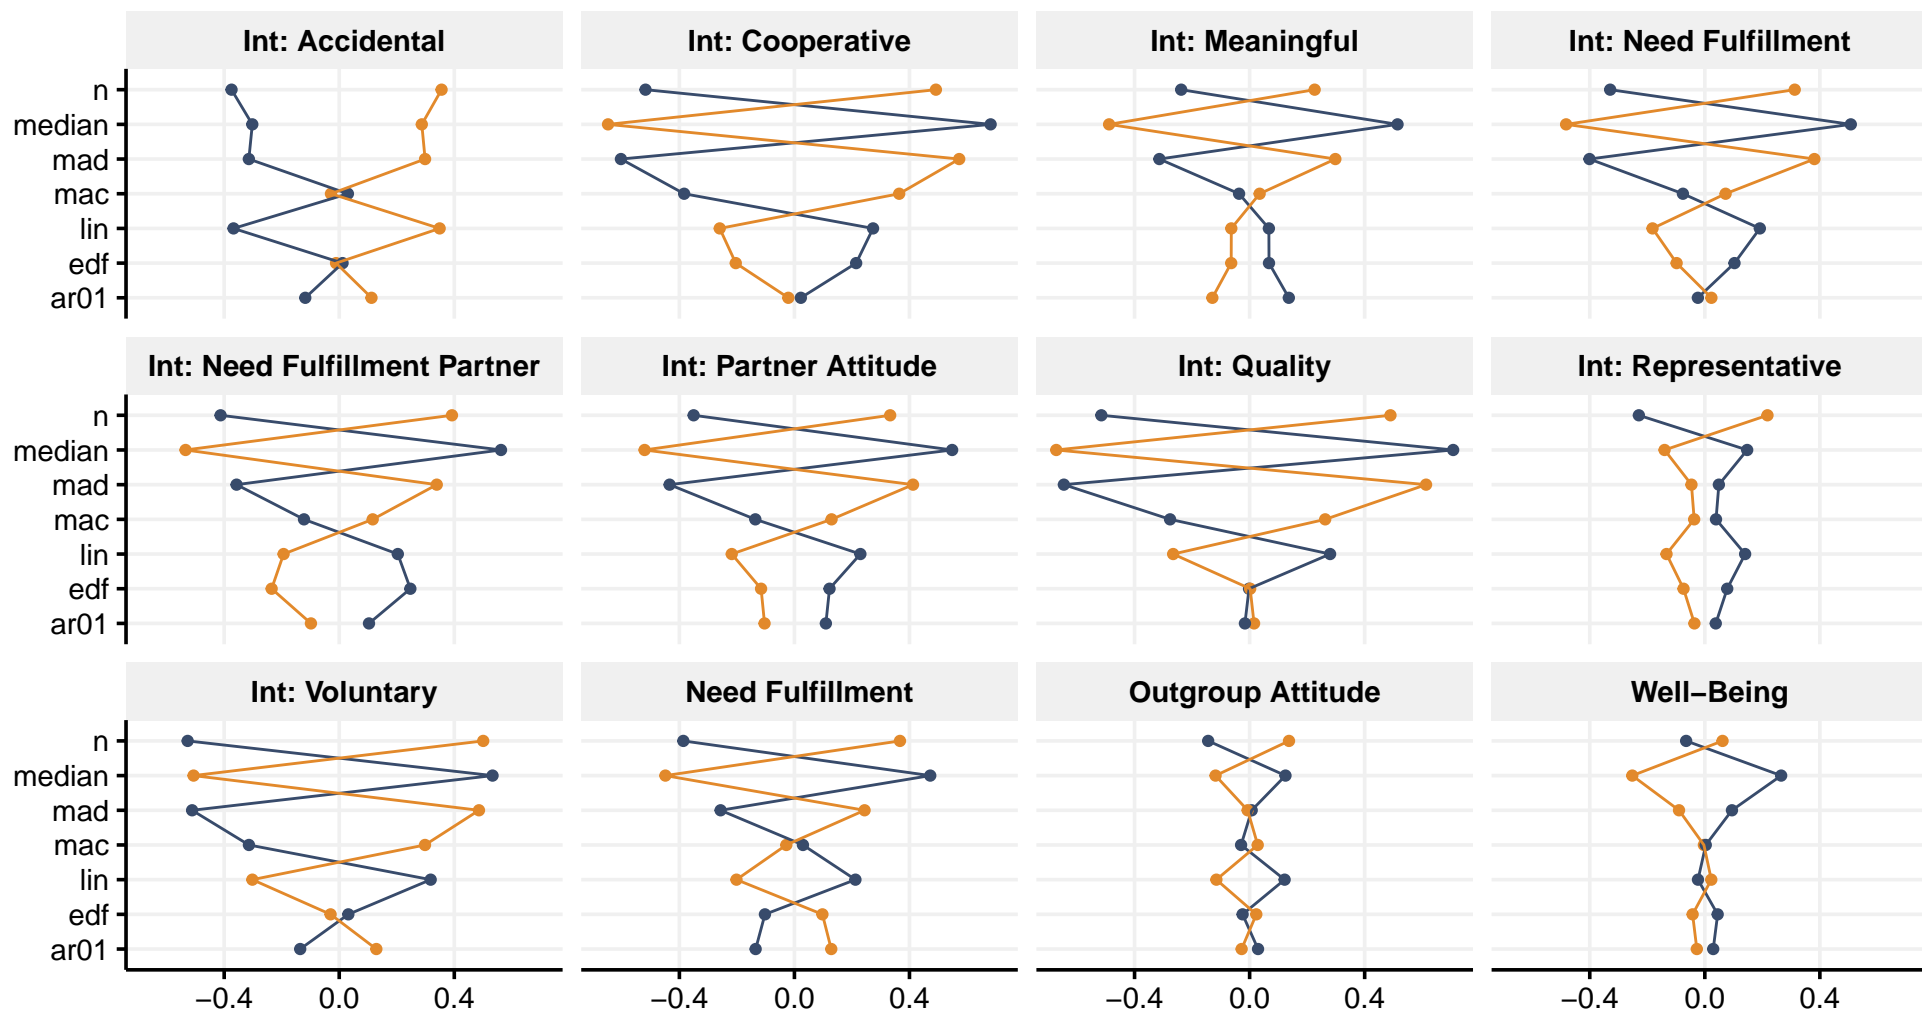 Int: Accidental
Int: Cooperative
Int: Meaningful
Int: Need Fulfillment
n
median
mad
mac
lin
edf
ar01
Int: Need Fulfillment Partner
Int: Partner Attitude
Int: Quality
Int: Representative
n
median
mad
mac
lin
edf
ar01
Int: Voluntary
Need Fulfillment
Outgroup Attitude
Well−Being
n
median
mad
mac
lin
edf
ar01
−0.4 0.0 0.4
−0.4 0.0 0.4
−0.4 0.0 0.4
−0.4 0.0 0.4